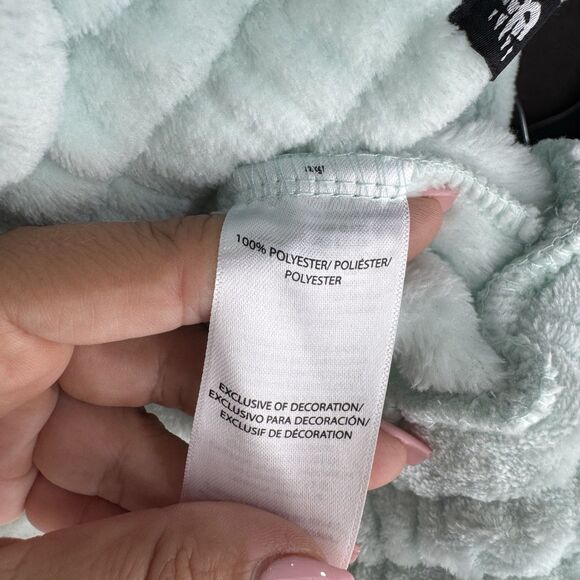 100% POLYESTER/ POLIÉSTER/
POLYESTER
EXCLUSIVE OF DECORATION/
EXCLUSIVO PARA DECORACIÓN/
EXCLUSIF DE DÉCORATION